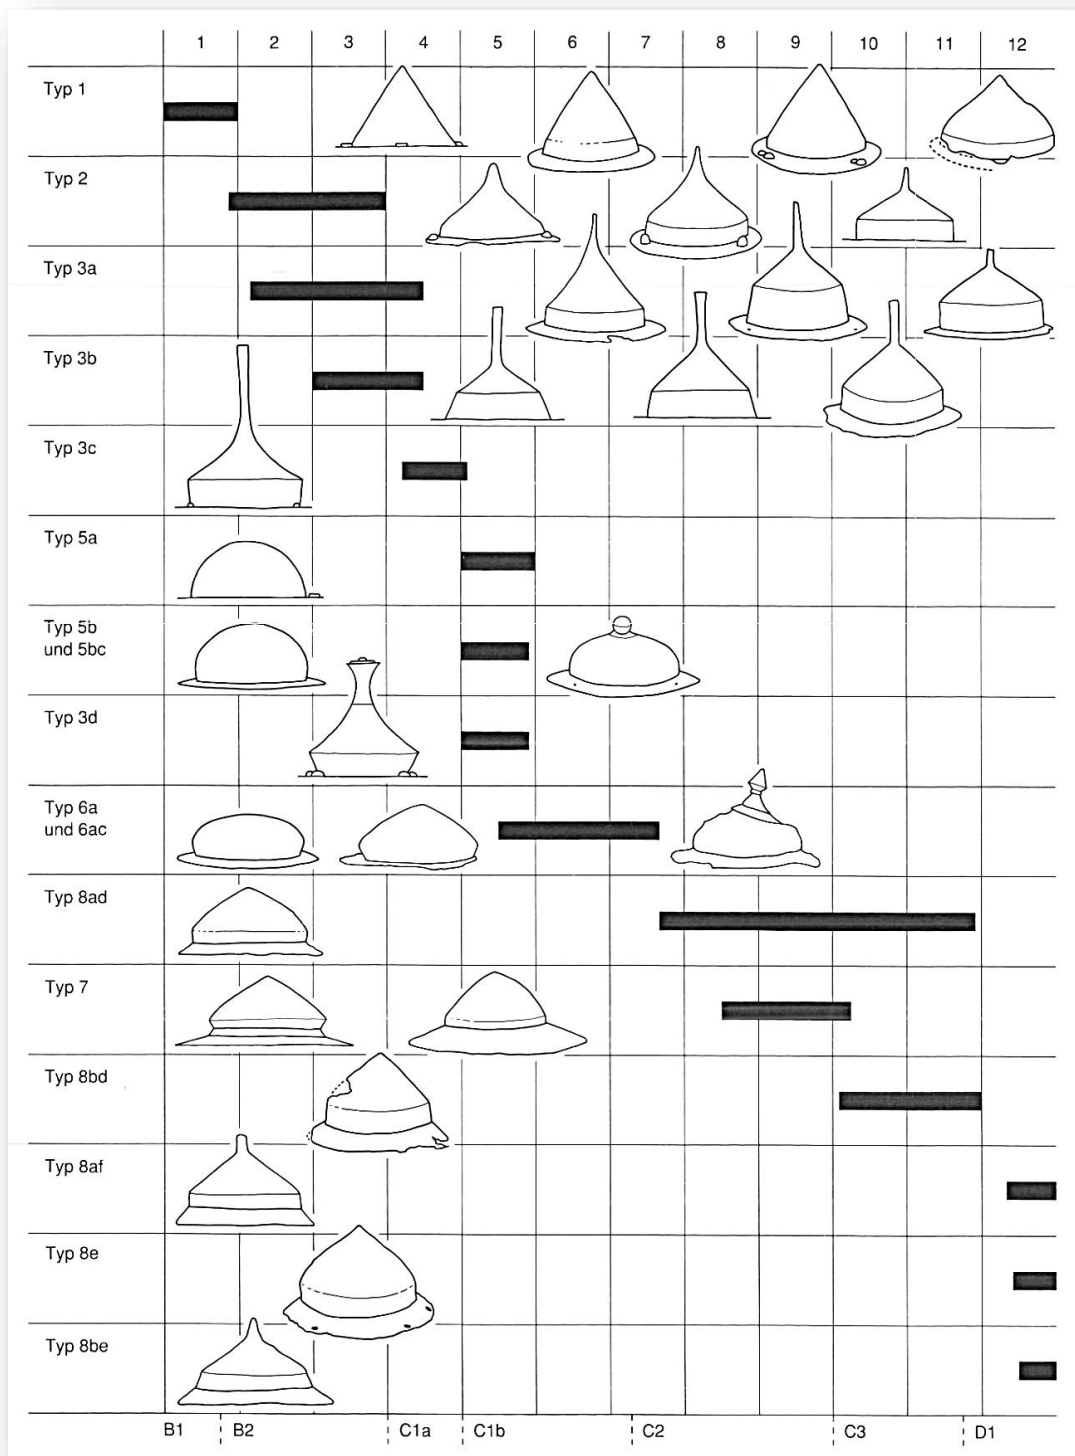 1 2 3 4 5 6 7 8 9 10 11 12
Typ 1
Typ 2
Typ 3a
Typ 3b
Typ 3c
Typ 5a
Typ 5b
und 5bc
Typ 3d
Typ 6a
und 6ac
Typ 8ad
Typ 7
Typ 8bd
Typ 8af
Typ 8e
Typ 8be
B1 B2 C1a C1b C2 C3 D1